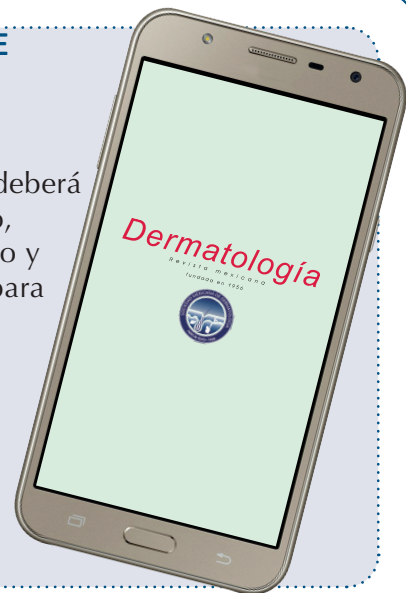 E
deberá
o,
o y
para
Dermatología
Revista mexicana
fundada en 1956